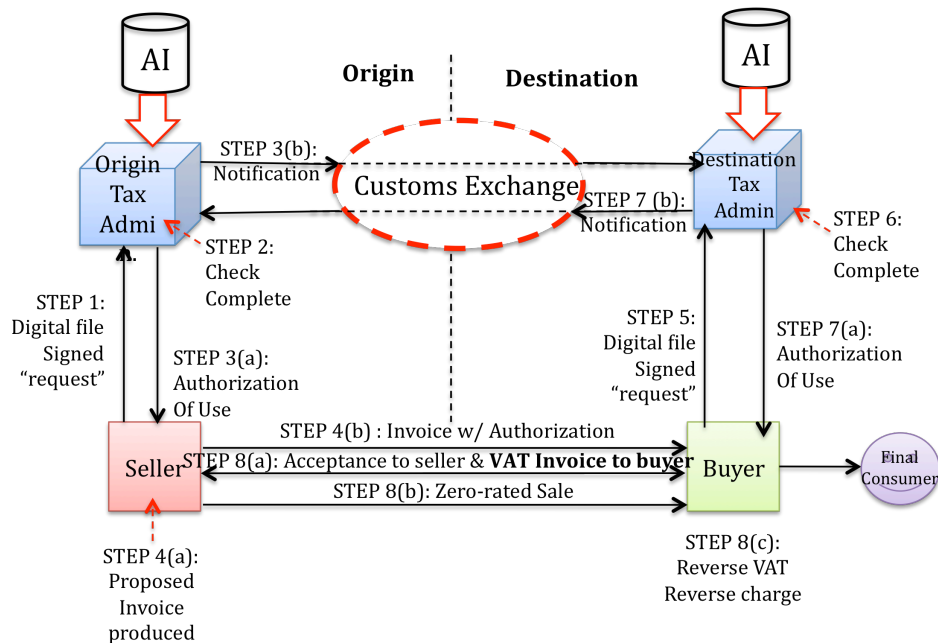 AI
AI
Origin
Destination
STEP 3(b):
Notification
Origin
Tax
Admi
n.
Customs Exchange
Destination
Tax
Admin
STEP 7 (b):
Notification
STEP 2:
Check
Complete
STEP 6:
Check
Complete
STEP 1:
Digital file
Signed
“request”
STEP 3(a):
Authorization
Of Use
STEP 5:
Digital file
Signed
“request”
STEP 7(a):
Authorization
Of Use
STEP 4(b) : Invoice w/ Authorization
Seller
STEP 8(a): Acceptance to seller & VAT Invoice to buyer
Buyer
Final
Consumer
STEP 8(b): Zero-rated Sale
STEP 4(a):
Proposed
Invoice
produced
STEP 8(c):
Reverse VAT
Reverse charge